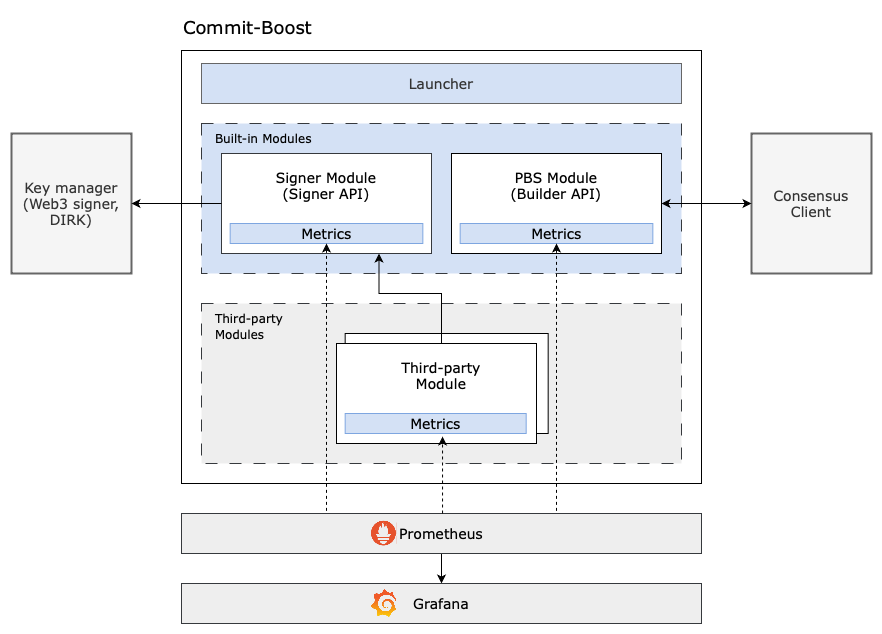 Commit-Boost
Launcher
Built-in Modules
Signer Module
(Signer API)
Metrics
PBS Module
(Builder API)
Metrics
Key manager
(Web3 signer,
DIRK)
Consensus
Client
Third-party
Modules
Third-party
Module
Metrics
Prometheus
Grafana